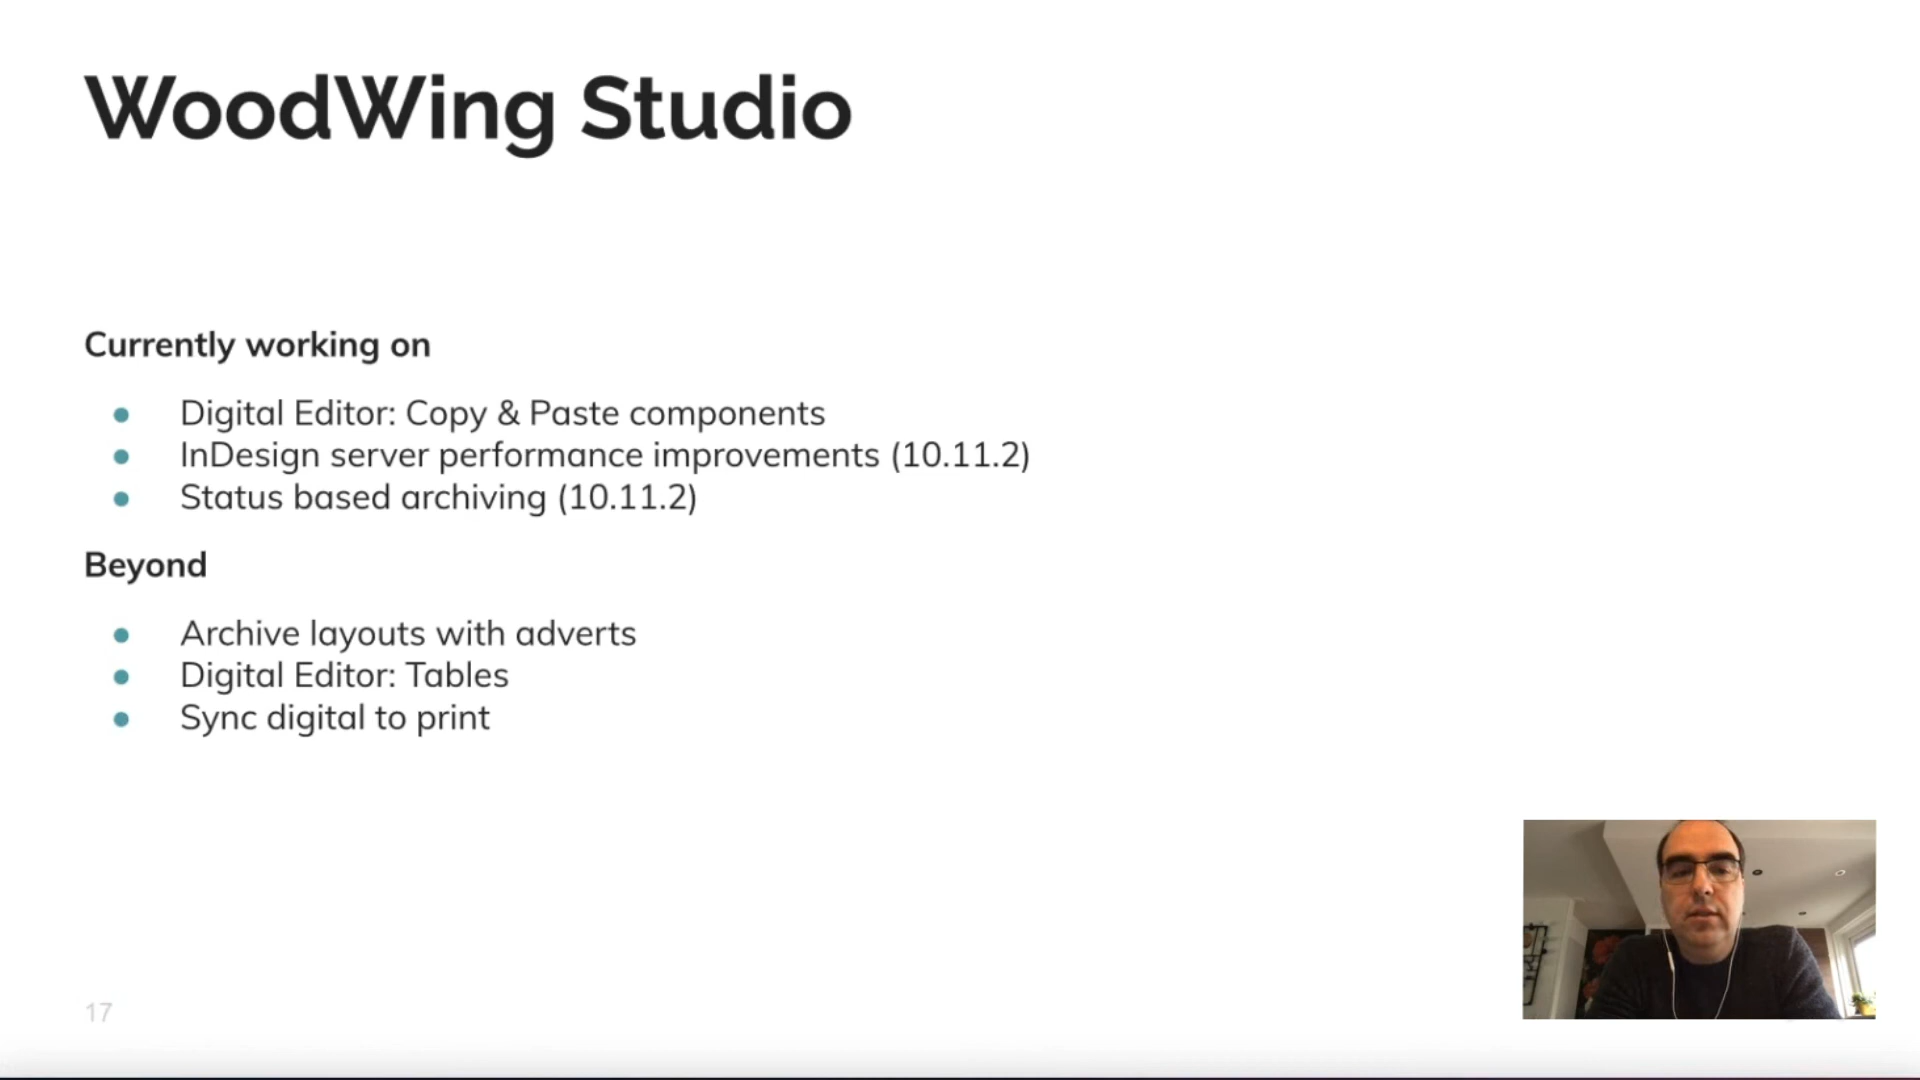 WoodWing Studio
Currently working on
● Digital Editor: Copy & Paste components
● InDesign server performance improvements (10.11.2)
● Status based archiving (10.11.2)
Beyond
● Archive layouts with adverts
● Digital Editor: Tables
● Sync digital to print
17